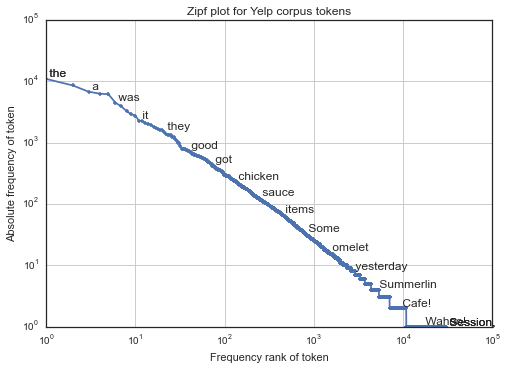 Zipf plot for Yelp corpus tokens
10^5
10^4
10^3
10^2
10^1
10^0
Absolute frequency of token
the
a
was
it
they
good
got
chicken
sauce
items
Some
omelet
yesterday
Summerlin
Cafe!
Session
10^0 10^1 10^2 10^3 10^4 10^5
Frequency rank of token